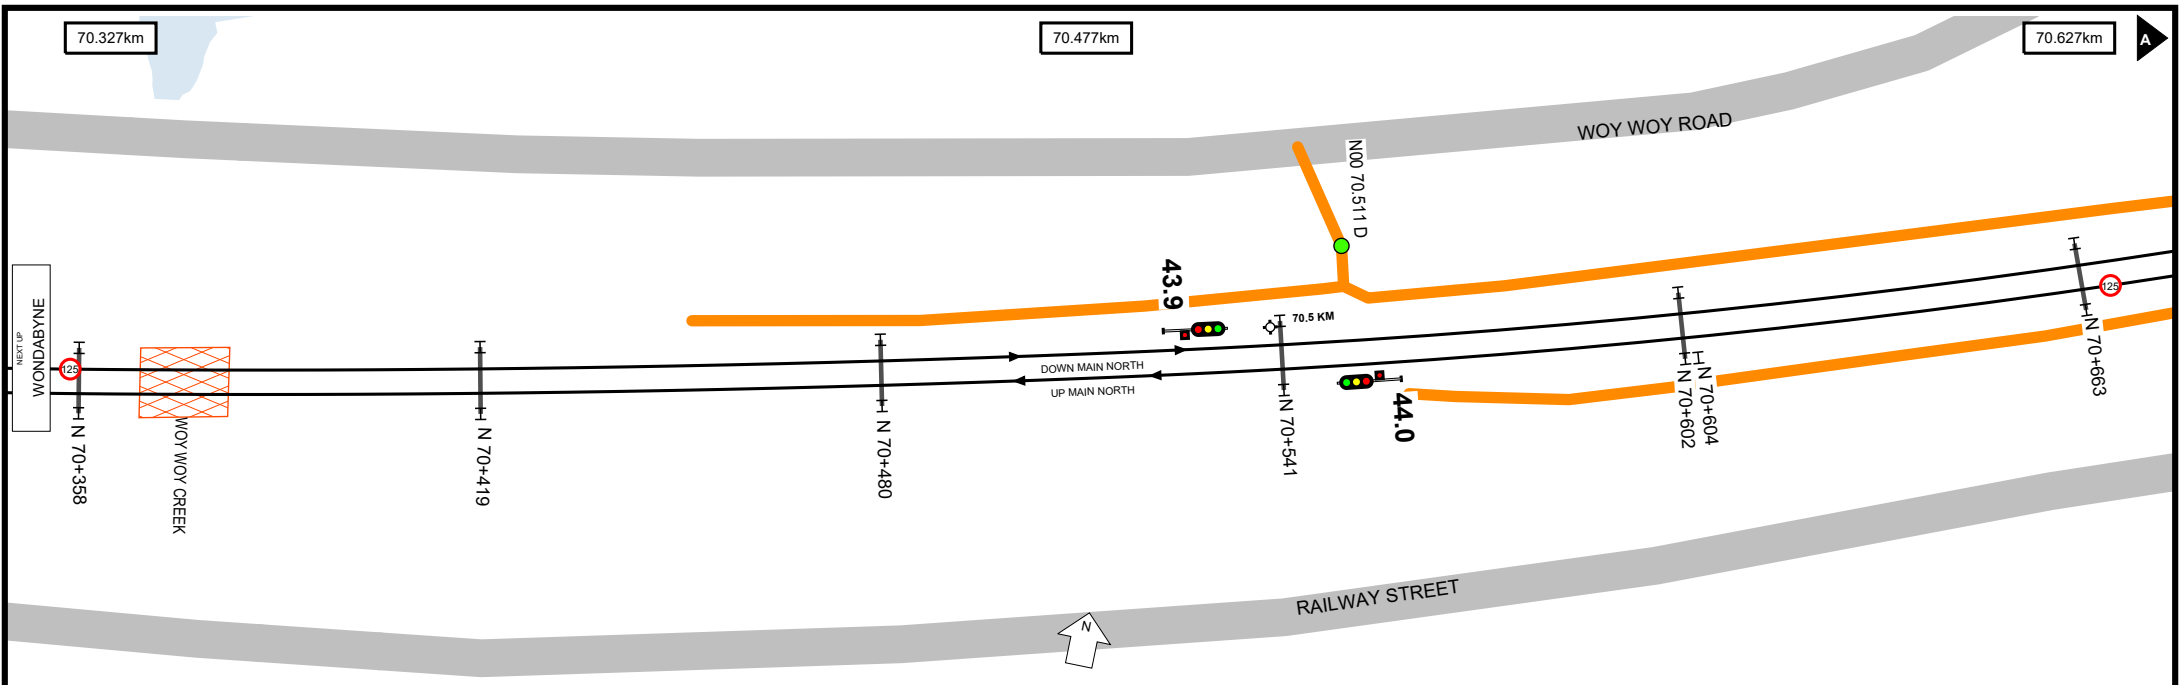 70.327km
70.477km
70.627km
A
WOY WOY ROAD
N00 70.511 D
43.9
70.5 KM
NEXT UP
WONDABYNE
125
125
DOWN MAIN NORTH
UP MAIN NORTH
44.0
N 70+358
WOY WOY CREEK
N 70+419
N 70+480
N 70+541
N 70+602
N 70+604
N 70+663
RAILWAY STREET
N